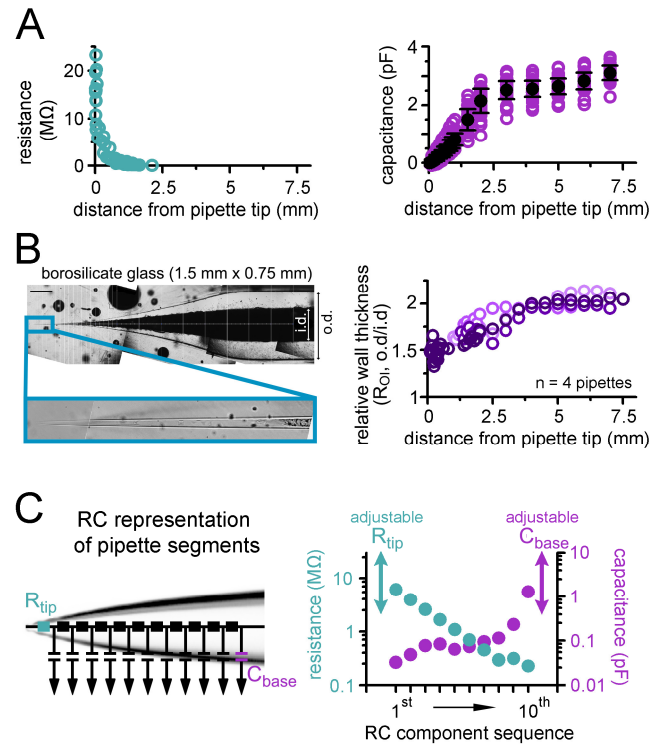 A
resistance
(MΩ)
20
10
0
0
2.5
5
7.5
distance from pipette tip (mm)
capacitance (pF)
4
2
0
0
2
4
6
distance from pipette tip (mm)
B
borosilicate glass (1.5 mm x 0.75 mm)
i.d.
o.d.
relative wall thickness
(R_OI, o.d/i.d)
2
1.5
1
n = 4 pipettes
0
2.5
5
7.5
distance from pipette tip (mm)
C
RC representation
of pipette segments
R_tip
C_base
adjustable
R_tip
adjustable
C_base
resistance (MΩ)
10
1
0.1
capacitance
(pF)
10
1
0.1
0.01
1st
10th
RC component sequence